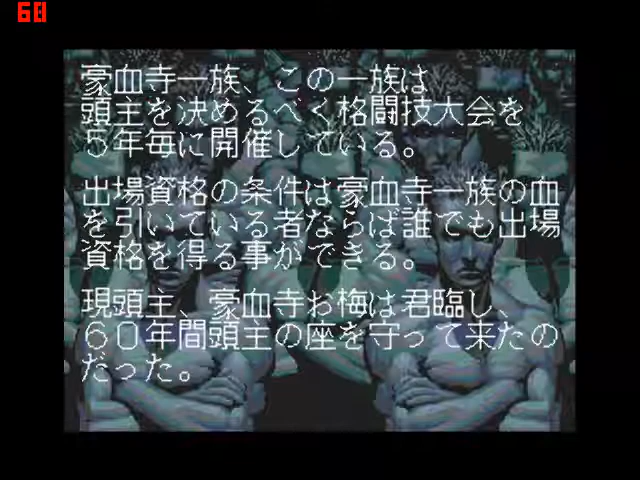 60
豪血寺一族、この一族は
頭主を決めるべく格闘技大会を
5年毎に開催している。
出場資格の条件は豪血寺一族の血
を引いている者ならば誰でも出場
資格を得る事ができる。
現頭主、豪血寺お梅は君臨し、
60年間頭主の座を守って来たの
だった。